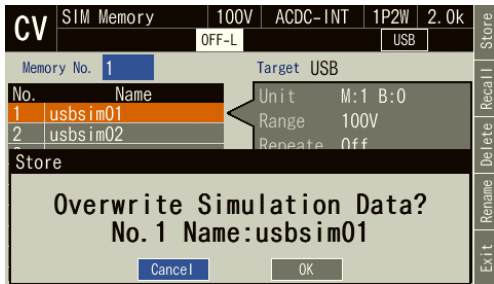 CV SIM Memory 100V ACDC-INT 1P2W 2.0k
OFF-L USB
Memory No. 1 Target USB
No. Name
1 usbsim01
2 usbsim02
Unit M:1 B:0
Range 100V
Repeate Off
Store
Overwrite Simulation Data?
No.1 Name:usbsim01
Cancel OK
Store
Recall
Delete
Rename
Exit